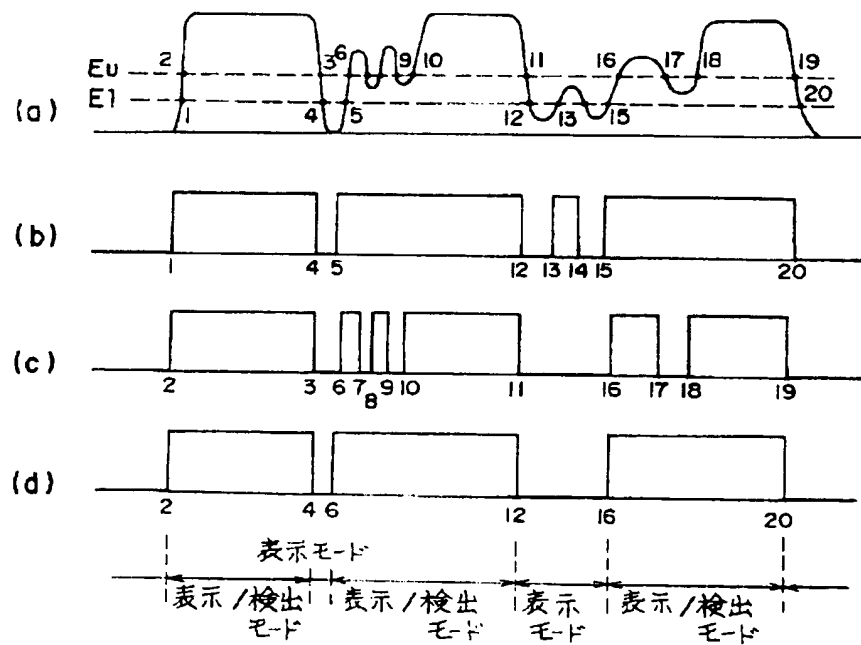 2 3 6 9 10 11 16 17 18 19
Eu
El
(a) 1 4 5 12 13 15 20
(b)
1 4 5 12 13 14 15 20
(c)
2 3 6 7 8 9 10 11 16 17 18 19
(d)
2 4 6 12 16 20
表示モード
表示/検出 表示/検出 表示 表示/検出
モード モード モード モード